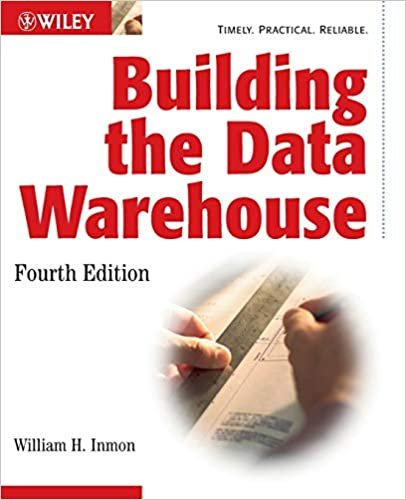 WILEY
TIMELY. PRACTICAL. RELIABLE.
Building
the Data
Warehouse
Fourth Edition
William H. Inmon